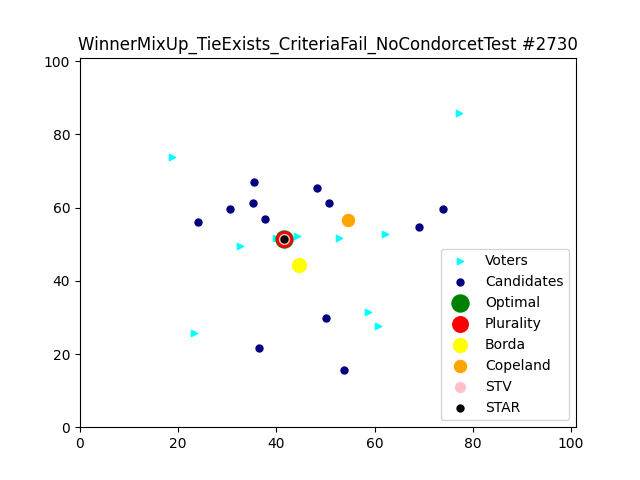 WinnerMixUp_TieExists_CriteriaFail_NoCondorcetTest #2730
100
80
60
40
20
0
0 20 40 60 80 100
Voters
Candidates
Optimal
Plurality
Borda
Copeland
STV
STAR